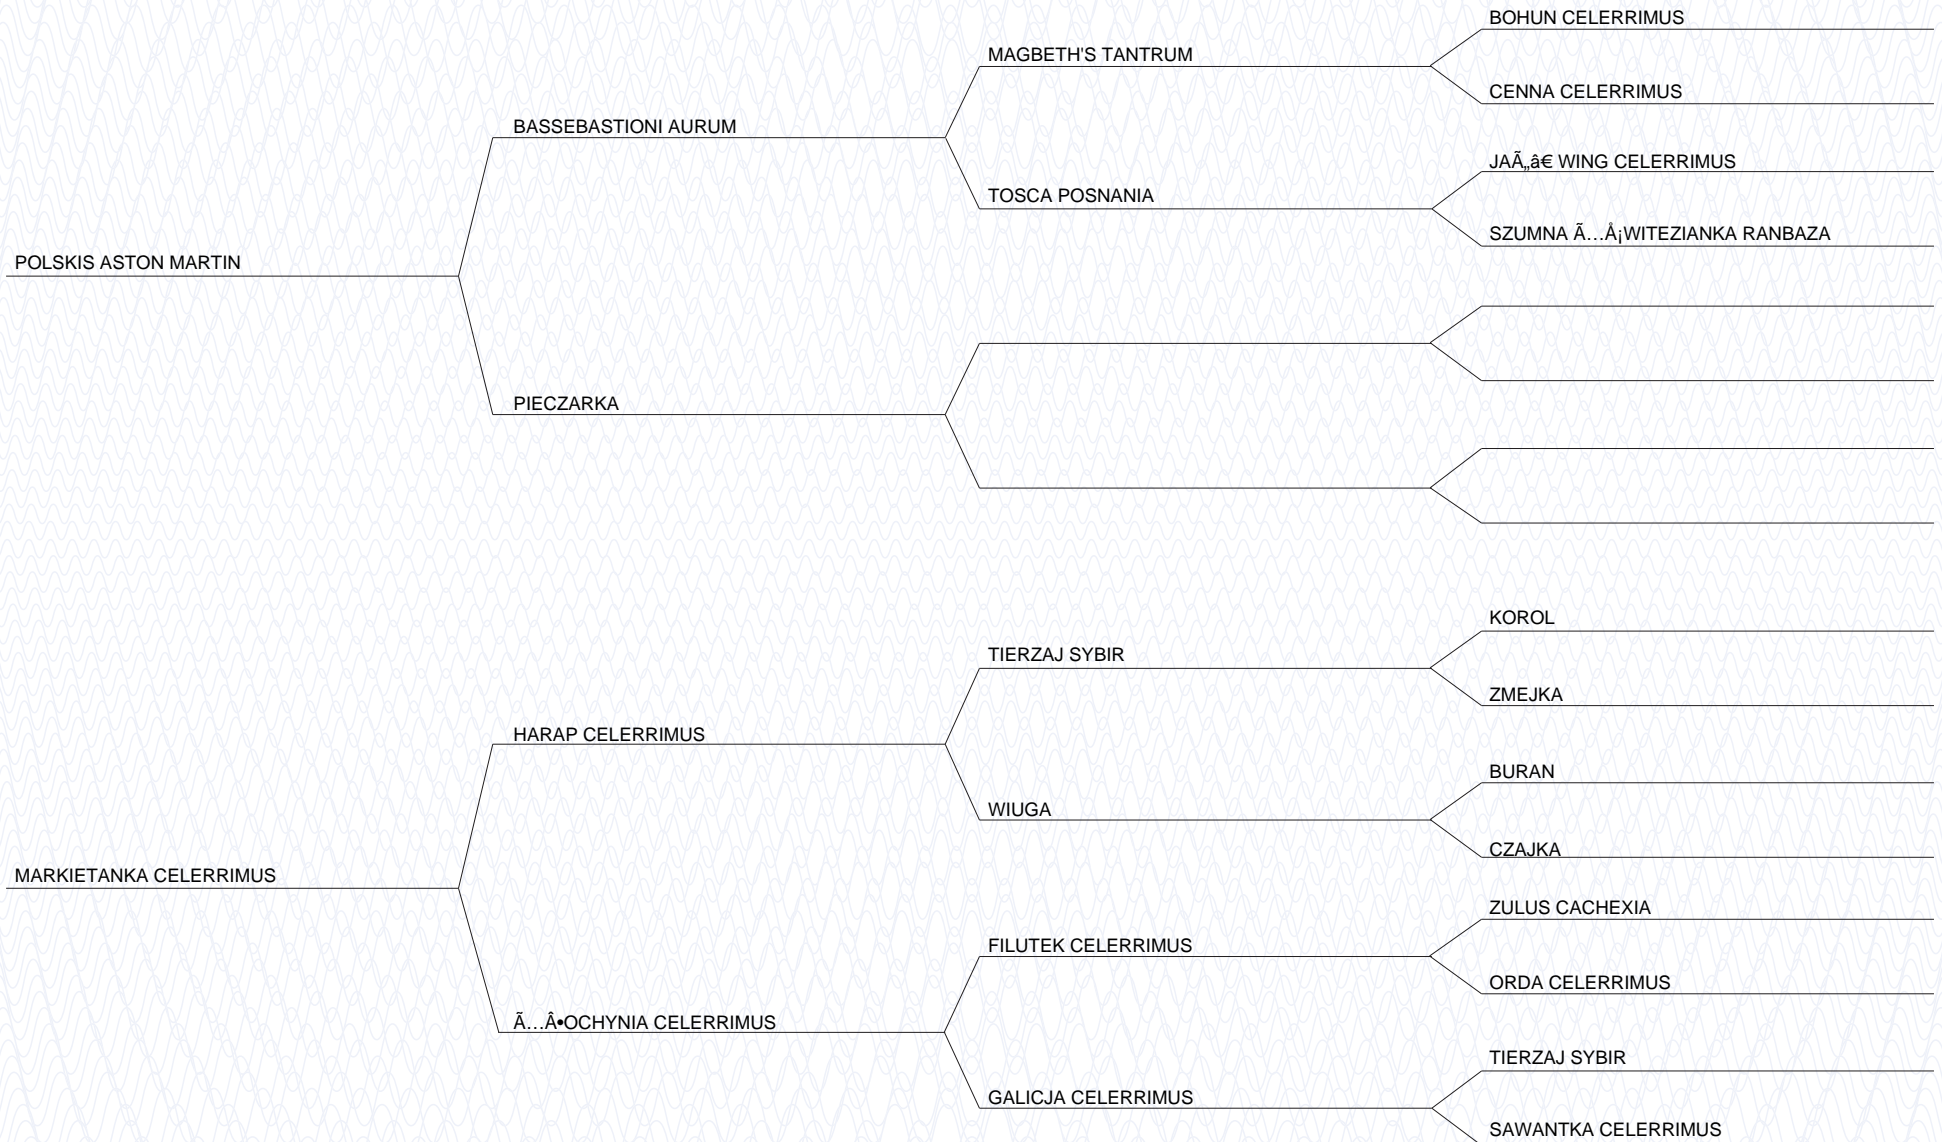 BOHUN CELERRIMUS
MAGBETH'S TANTRUM
CENNA CELERRIMUS
BASSEBASTIONI AURUM
JAÃ„â€ WING CELERRIMUS
TOSCA POSNANIA
SZUMNA Ã…Å¡WITEZIANKA RANBAZA
POLSKIS ASTON MARTIN
PIECZARKA
KOROL
TIERZAJ SYBIR
ZMEJKA
HARAP CELERRIMUS
BURAN
WIUGA
CZAJKA
MARKIETANKA CELERRIMUS
ZULUS CACHEXIA
FILUTEK CELERRIMUS
ORDA CELERRIMUS
Ã…Â•OCHYNIA CELERRIMUS
TIERZAJ SYBIR
GALICJA CELERRIMUS
SAWANTKA CELERRIMUS